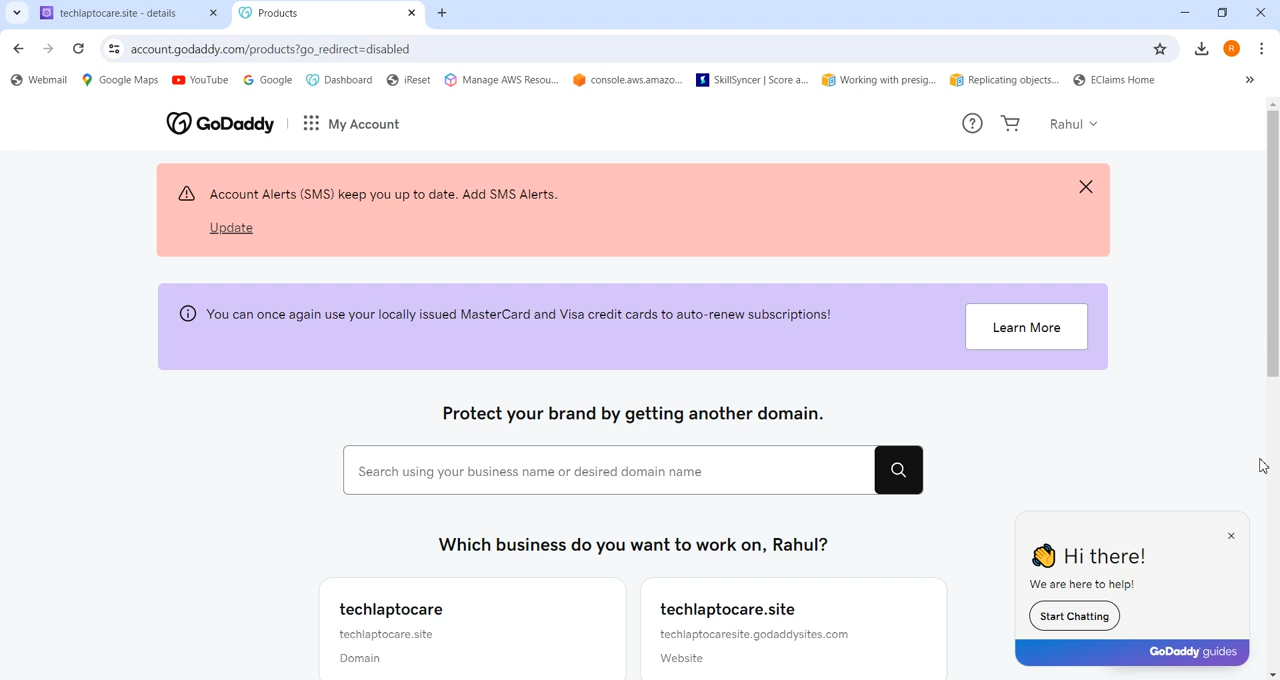 techlaptocare.site - details
Products
account.godaddy.com/products?go_redirect=disabled
R
Webmail
Google Maps
YouTube
Google
Dashboard
iReset
Manage AWS Resou...
console.aws.amazo...
SkillSyncer | Score a...
Working with presig...
Replicating objects...
EClaims Home
»
GoDaddy
My Account
Rahul
Account Alerts (SMS) keep you up to date. Add SMS Alerts.
Update
You can once again use your locally issued MasterCard and Visa credit cards to auto-renew subscriptions!
Learn More
Protect your brand by getting another domain.
Search using your business name or desired domain name
Which business do you want to work on, Rahul?
techlaptocare
techlaptocare.site
Domain
techlaptocare.site
techlaptocaresite.godaddysites.com
Website
Hi there!
We are here to help!
Start Chatting
GoDaddy guides